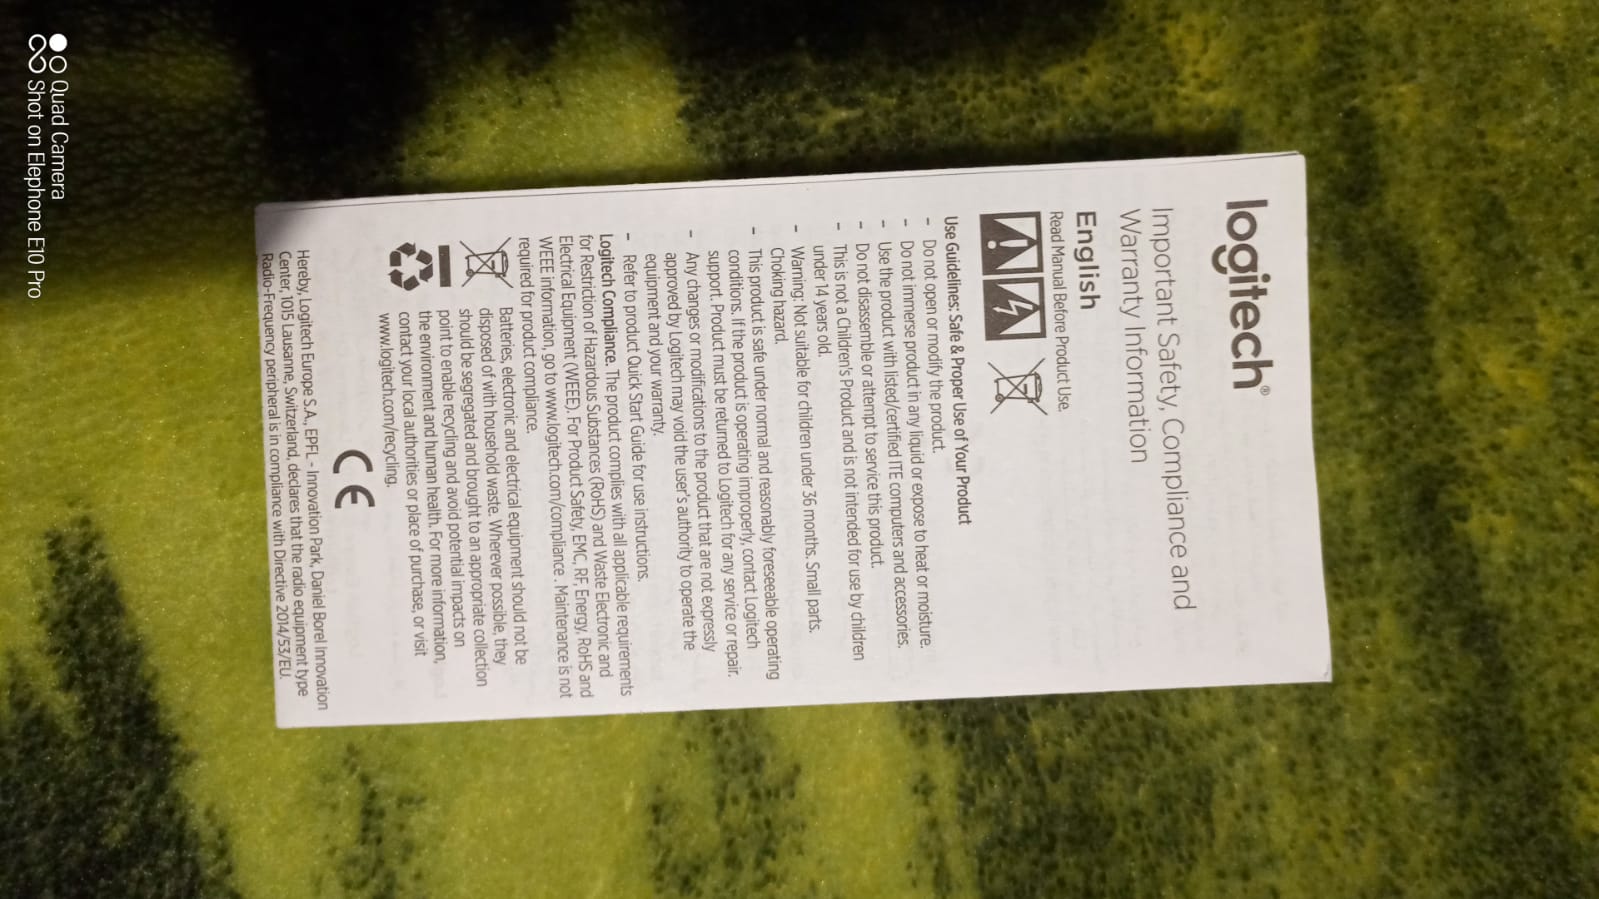 logitech®
Important Safety, Compliance and
Warranty Information
English
Read Manual Before Product Use.
Use Guidelines: Safe & Proper Use of Your Product
– Do not open or modify the product.
– Do not immerse product in any liquid or expose to heat or moisture.
– Use the product with listed/certified ITE computers and accessories.
– Do not disassemble or attempt to service this product.
– This is not a Children's Product and is not intended for use by children
under 14 years old.
– Warning: Not suitable for children under 36 months. Small parts.
Choking hazard.
– This product is safe under normal and reasonably foreseeable operating
conditions. If the product is operating improperly, contact Logitech
support. Product must be returned to Logitech for any service or repair.
– Any changes or modifications to the product that are not expressly
approved by Logitech may void the user's authority to operate the
equipment and your warranty.
– Refer to product Quick Start Guide for use instructions.
Logitech Compliance. The product complies with all applicable requirements
for Restriction of Hazardous Substances (RoHS) and Waste Electronic and
Electrical Equipment (WEEE). For Product Safety, EMC, RF, Energy, RoHS and
WEEE information, go to www.logitech.com/compliance . Maintenance is not
required for product compliance.
Batteries, electronic and electrical equipment should not be
disposed of with household waste. Wherever possible, they
should be segregated and brought to an appropriate collection
point to enable recycling and avoid potential impacts on
the environment and human health. For more information,
contact your local authorities or place of purchase, or visit
www.logitech.com/recycling.
CE
Hereby, Logitech Europe S.A., EPFL - Innovation Park, Daniel Borel Innovation
Center, 1015 Lausanne, Switzerland, declares that the radio equipment type
Radio-Frequency peripheral is in compliance with Directive 2014/53/EU.
Quad Camera
Shot on Elephone E10 Pro